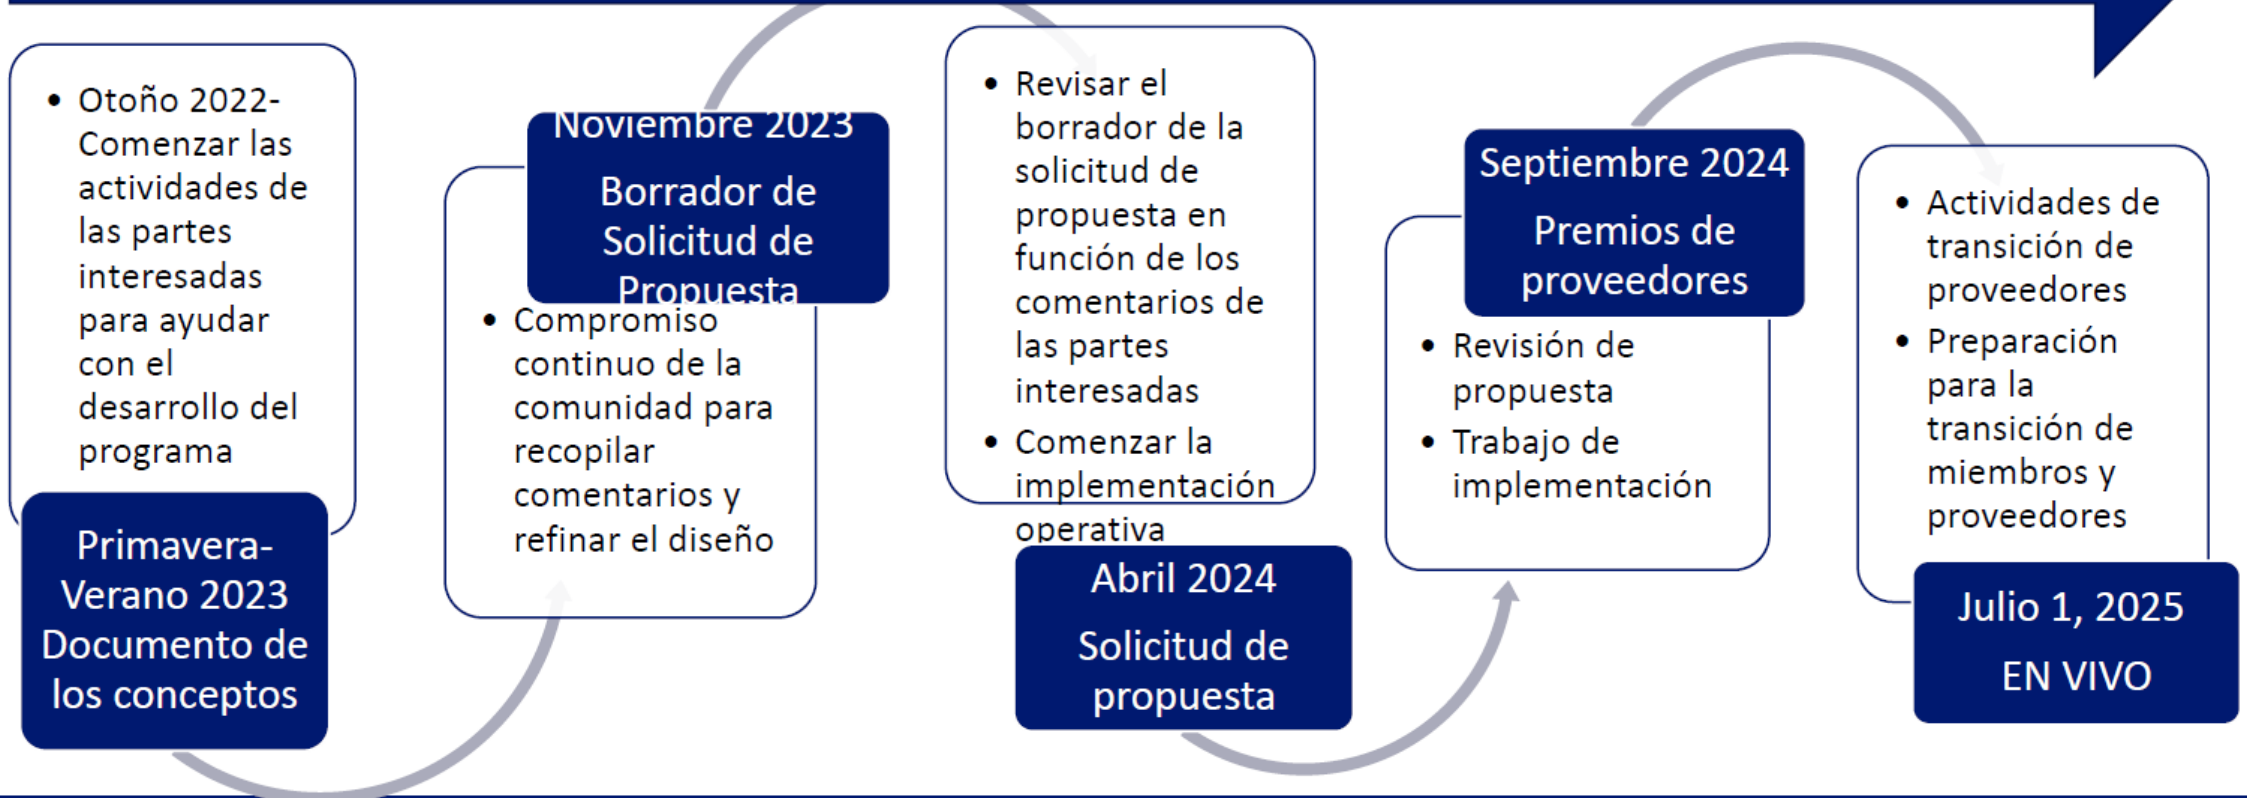 • Otoño 2022-
Comenzar las
actividades de
las partes
interesadas
para ayudar
con el
desarrollo del
programa
Primavera-
Verano 2023
Documento de
los conceptos
Noviembre 2023
Borrador de
Solicitud de
Propuesta
• Compromiso
continuo de la
comunidad para
recopilar
comentarios y
refinar el diseño
• Revisar el
borrador de la
solicitud de
propuesta en
función de los
comentarios de
las partes
interesadas
• Comenzar la
implementación
operativa
Abril 2024
Solicitud de
propuesta
Septiembre 2024
Premios de
proveedores
• Revisión de
propuesta
• Trabajo de
implementación
• Actividades de
transición de
proveedores
• Preparación
para la
transición de
miembros y
proveedores
Julio 1, 2025
EN VIVO